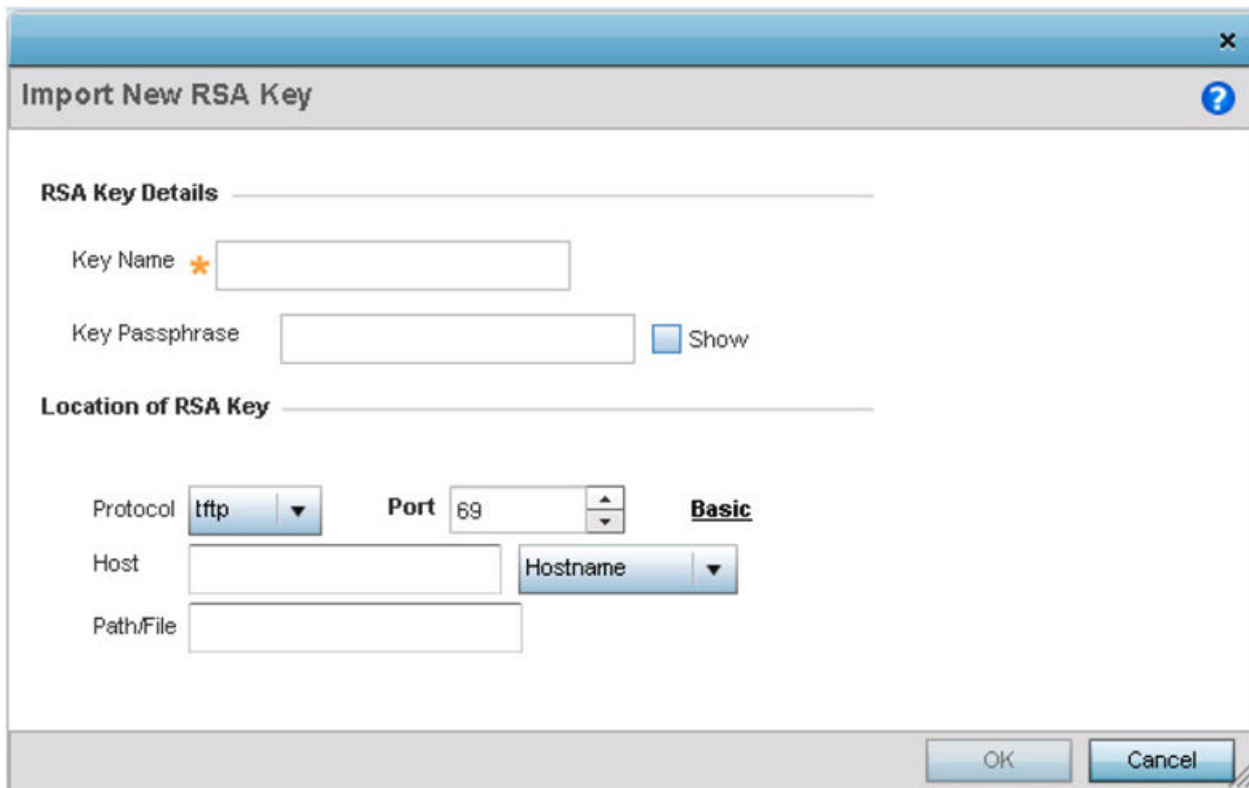 Import New RSA Key
RSA Key Details
Key Name *
Key Passphrase Show
Location of RSA Key
Protocol tftp Port 69 Basic
Host Hostname
Path/File
OK Cancel